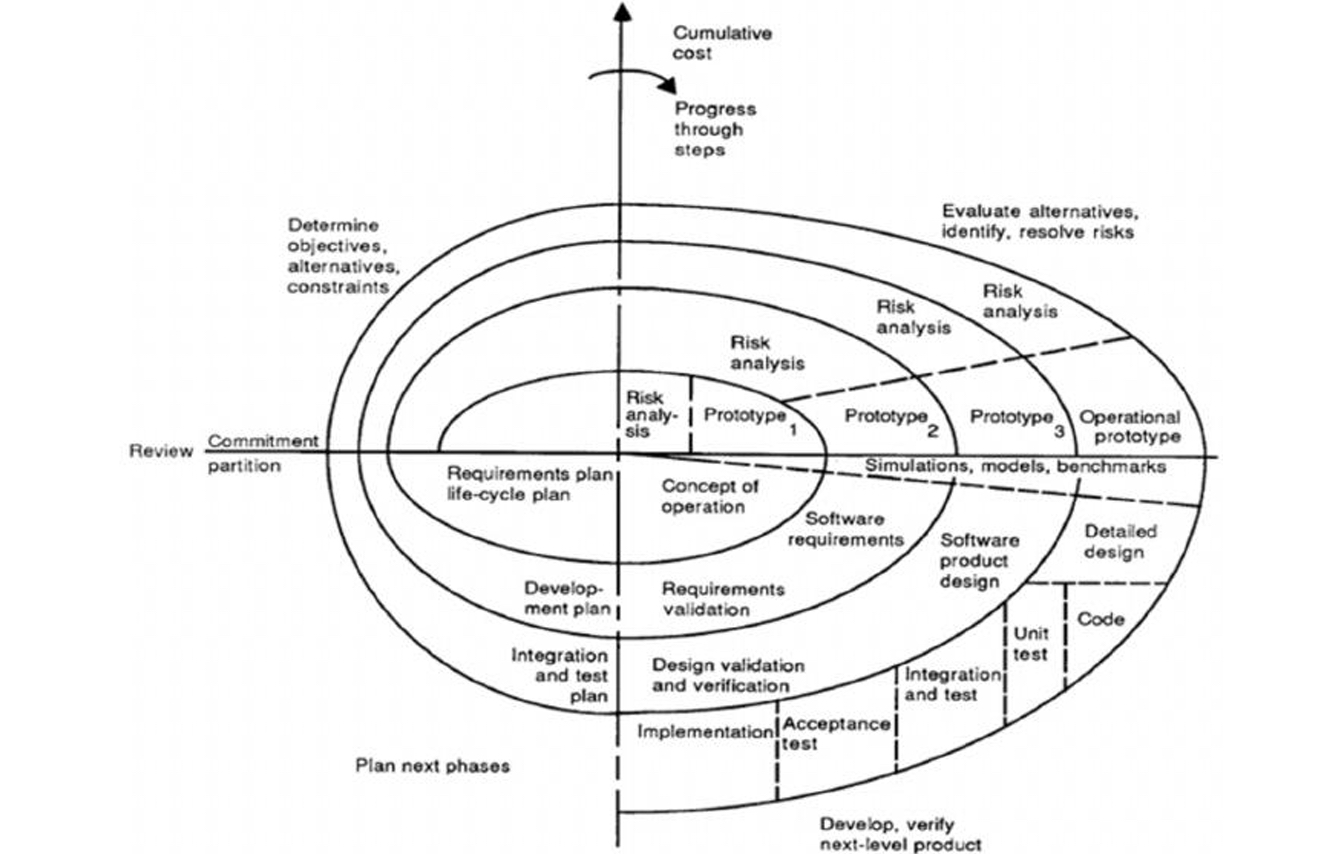 Cumulative
cost
Progress
through
steps
Determine
objectives,
alternatives,
constraints
Evaluate alternatives,
identify, resolve risks
Risk
analysis
Risk
analysis
Risk
analysis
Risk
analy-
sis
Prototype
1
Prototype
2
Prototype
3
Operational
prototype
Review
Commitment
partition
Simulations, models, benchmarks
Requirements plan
life-cycle plan
Concept of
operation
Software
requirements
Software
product
design
Detailed
design
Develop-
ment plan
Requirements
validation
Code
Unit
test
Integration
and test
plan
Design validation
and verification
Integration
and test
Acceptance
test
Implementation
Plan next phases
Develop, verify
next-level product